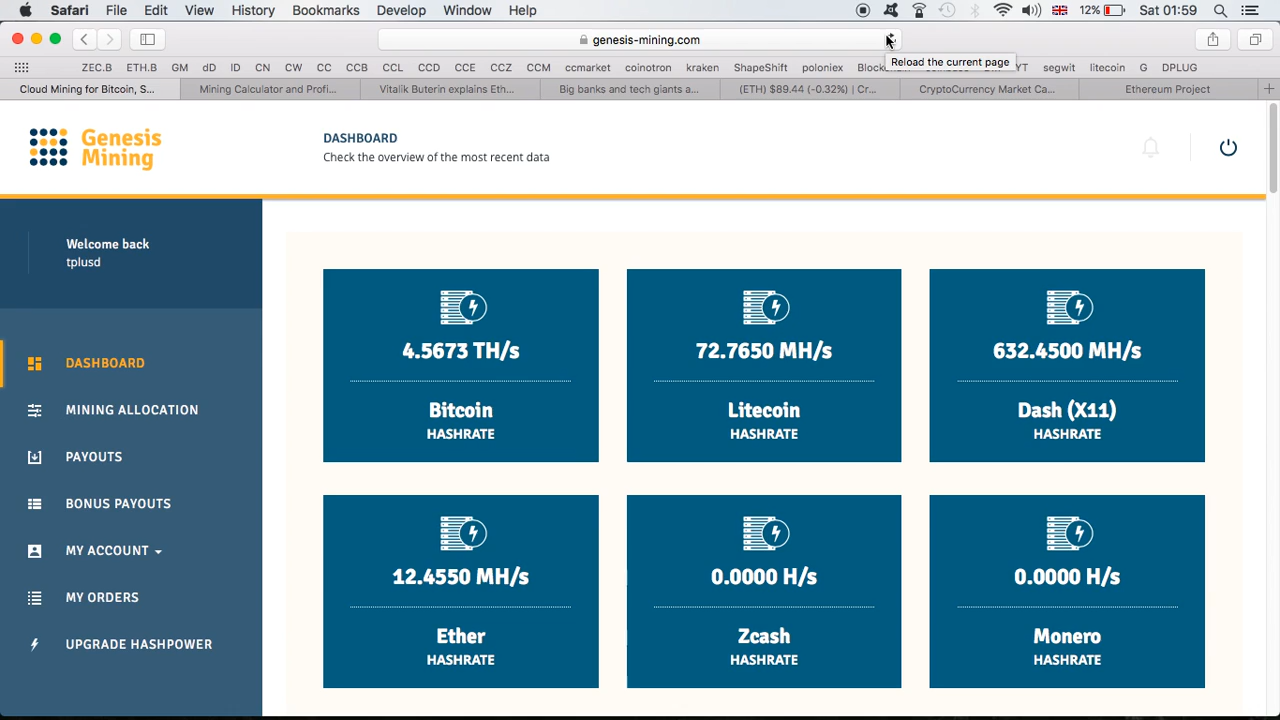 Safari File Edit View History Bookmarks Develop Window Help 12% Sat 01:59
genesis-mining.com
Reload the current page
ZEC.B ETH.B GM dD ID CN CW CC CCB CCL CCD CCE CCZ CCM ccmarket coinotron kraken ShapeShift poloniex YT segwit litecoin G DPLUG
Cloud Mining for Bitcoin, S... Mining Calculator and Profi... Vitalik Buterin explains Eth... Big banks and tech giants a... (ETH) $89.44 (-0.32%) | Cr... CryptoCurrency Market Ca... Ethereum Project
Genesis
Mining
DASHBOARD
Check the overview of the most recent data
Welcome back
tplusd
DASHBOARD
MINING ALLOCATION
PAYOUTS
BONUS PAYOUTS
MY ACCOUNT
MY ORDERS
UPGRADE HASHPOWER
4.5673 TH/s
Bitcoin
HASHRATE
72.7650 MH/s
Litecoin
HASHRATE
632.4500 MH/s
Dash (X11)
HASHRATE
12.4550 MH/s
Ether
HASHRATE
0.0000 H/s
Zcash
HASHRATE
0.0000 H/s
Monero
HASHRATE